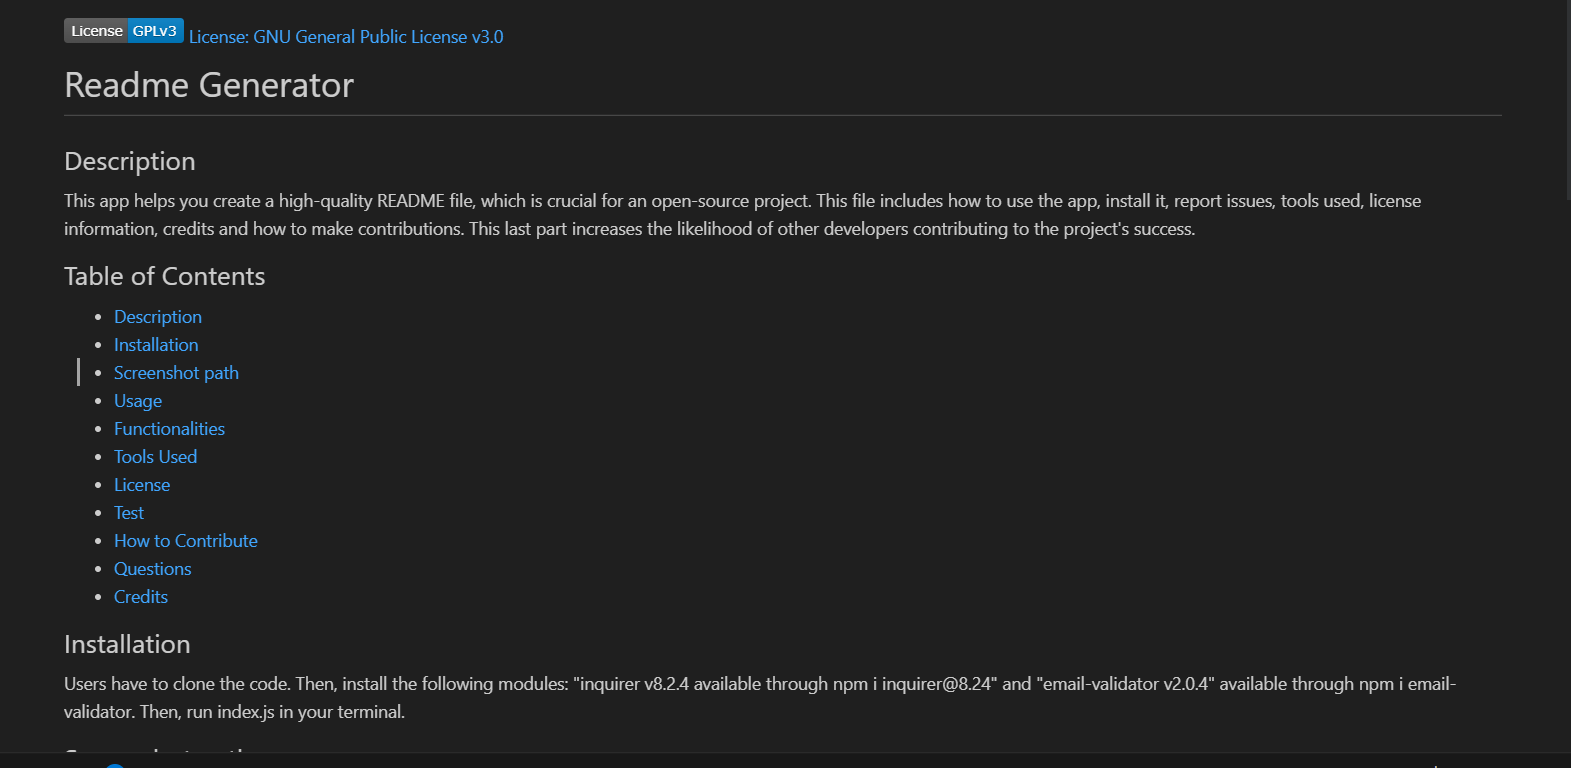 License GPLv3 License: GNU General Public License v3.0
Readme Generator
Description
This app helps you create a high-quality README file, which is crucial for an open-source project. This file includes how to use the app, install it, report issues, tools used, license
information, credits and how to make contributions. This last part increases the likelihood of other developers contributing to the project's success.
Table of Contents
Description
Installation
Screenshot path
Usage
Functionalities
Tools Used
License
Test
How to Contribute
Questions
Credits
Installation
Users have to clone the code. Then, install the following modules: "inquirer v8.2.4 available through npm i inquirer@8.24" and "email-validator v2.0.4" available through npm i email-
validator. Then, run index.js in your terminal.